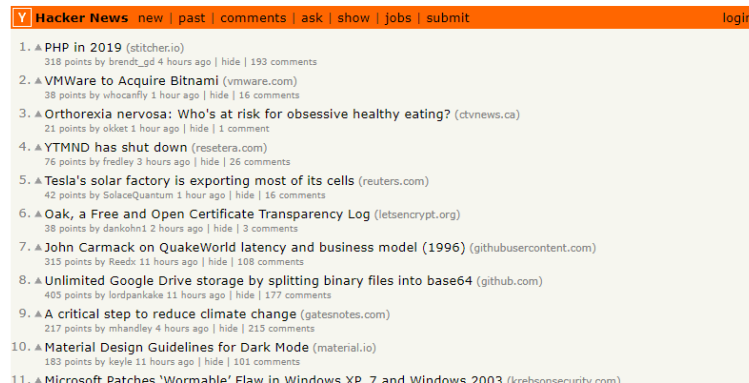 Y Hacker News new | past | comments | ask | show | jobs | submit login
1. ▲ PHP in 2019 (stitcher.io)
318 points by brendt_gd 4 hours ago | hide | 193 comments
2. ▲ VMWare to Acquire Bitnami (vmware.com)
38 points by whocanfly 1 hour ago | hide | 16 comments
3. ▲ Orthorexia nervosa: Who's at risk for obsessive healthy eating? (ctvnews.ca)
21 points by okket 1 hour ago | hide | 1 comment
4. ▲ YTMND has shut down (resetera.com)
76 points by fredley 3 hours ago | hide | 26 comments
5. ▲ Tesla's solar factory is exporting most of its cells (reuters.com)
42 points by SolaceQuantum 1 hour ago | hide | 16 comments
6. ▲ Oak, a Free and Open Certificate Transparency Log (letsencrypt.org)
38 points by dankohn1 2 hours ago | hide | 3 comments
7. ▲ John Carmack on QuakeWorld latency and business model (1996) (githubusercontent.com)
315 points by Reedx 11 hours ago | hide | 108 comments
8. ▲ Unlimited Google Drive storage by splitting binary files into base64 (github.com)
405 points by lordpankake 11 hours ago | hide | 177 comments
9. ▲ A critical step to reduce climate change (gatesnotes.com)
217 points by mhandley 4 hours ago | hide | 215 comments
10. ▲ Material Design Guidelines for Dark Mode (material.io)
183 points by keyle 11 hours ago | hide | 101 comments
11. ▲ Microsoft Patches ‘Wormable’ Flaw in Windows XP, 7 and Windows 2003 (krebsonsecurity.com)